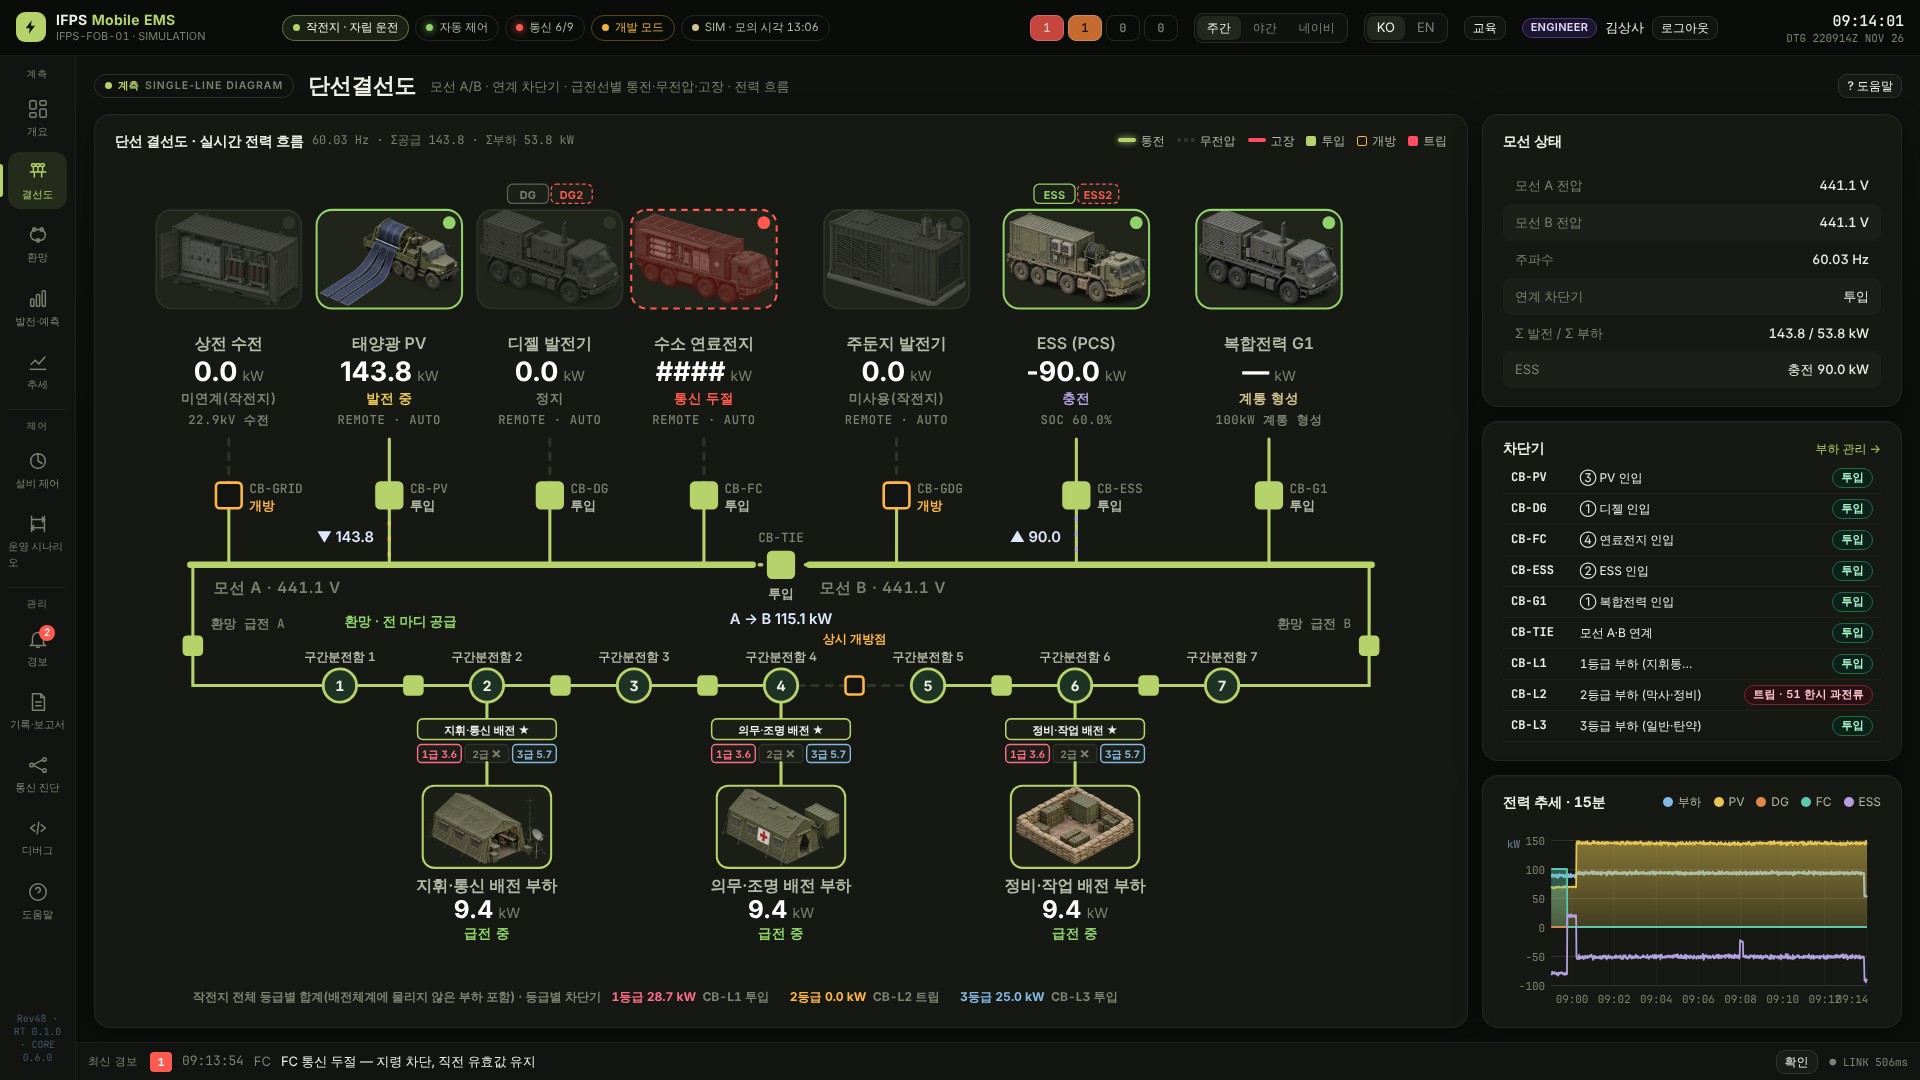 IFPS Mobile EMS
IFPS-FOB-01 · SIMULATION
작전지 · 자립 운전
자동 제어
통신 6/9
개발 모드
SIM · 모의 시각 13:06
1 1 0 0
주간 야간 네이비
KO EN
교육
ENGINEER 김상사 로그아웃
09:14:01
DTG 220914Z NOV 26
계측
개요
결선도
환망
발전·예측
추세
제어
설비 제어
운영 시나리
오
관리
2
경보
기록·보고서
통신 진단
디버그
도움말
Rev48 ·
RT 0.1.0
· CORE
0.6.0
계측 SINGLE-LINE DIAGRAM
단선결선도
모선 A/B · 연계 차단기 · 급전선별 통전·무전압·고장 · 전력 흐름
? 도움말
단선 결선도 · 실시간 전력 흐름 60.03 Hz · Σ공급 143.8 · Σ부하 53.8 kW
통전 무전압 고장 투입 개방 트립
DG DG2
ESS ESS2
상전 수전
0.0 kW
미연계(작전지)
22.9kV 수전
태양광 PV
143.8 kW
발전 중
REMOTE · AUTO
디젤 발전기
0.0 kW
정지
REMOTE · AUTO
수소 연료전지
#### kW
통신 두절
REMOTE · AUTO
주둔지 발전기
0.0 kW
미사용(작전지)
REMOTE · AUTO
ESS (PCS)
-90.0 kW
충전
SOC 60.0%
복합전력 G1
— kW
계통 형성
100kW 계통 형성
CB-GRID
개방
CB-PV
투입
CB-DG
투입
CB-FC
투입
CB-GDG
개방
CB-ESS
투입
CB-G1
투입
▼ 143.8
CB-TIE
▲ 90.0
모선 A · 441.1 V
투입
모선 B · 441.1 V
환망 급전 A
환망 · 전 마디 공급
A → B 115.1 kW
환망 급전 B
상시 개방점
구간분전함 1
구간분전함 2
구간분전함 3
구간분전함 4
구간분전함 5
구간분전함 6
구간분전함 7
1 2 3 4 5 6 7
지휘·통신 배전 ★
1급 3.6 2급 ✕ 3급 5.7
의무·조명 배전 ★
1급 3.6 2급 ✕ 3급 5.7
정비·작업 배전 ★
1급 3.6 2급 ✕ 3급 5.7
지휘·통신 배전 부하
9.4 kW
급전 중
의무·조명 배전 부하
9.4 kW
급전 중
정비·작업 배전 부하
9.4 kW
급전 중
작전지 전체 등급별 합계(배전체계에 물리지 않은 부하 포함) · 등급별 차단기 1등급 28.7 kW CB-L1 투입 2등급 0.0 kW CB-L2 트립 3등급 25.0 kW CB-L3 투입
모선 상태
모선 A 전압 441.1 V
모선 B 전압 441.1 V
주파수 60.03 Hz
연계 차단기 투입
Σ 발전 / Σ 부하 143.8 / 53.8 kW
ESS 충전 90.0 kW
차단기
부하 관리 →
CB-PV ③ PV 인입 투입
CB-DG ① 디젤 인입 투입
CB-FC ④ 연료전지 인입 투입
CB-ESS ② ESS 인입 투입
CB-G1 ① 복합전력 인입 투입
CB-TIE 모선 A·B 연계 투입
CB-L1 1등급 부하 (지휘통... 투입
CB-L2 2등급 부하 (막사·정비) 트립 · 51 한시 과전류
CB-L3 3등급 부하 (일반·탄약) 투입
전력 추세 · 15분
부하 PV DG FC ESS
kW 150
100
50
0
-50
-100
09:00 09:02 09:04 09:06 09:08 09:10 09:12 09:14
최신 경보 1 09:13:54 FC FC 통신 두절 — 지령 차단, 직전 유효값 유지
확인
LINK 506ms